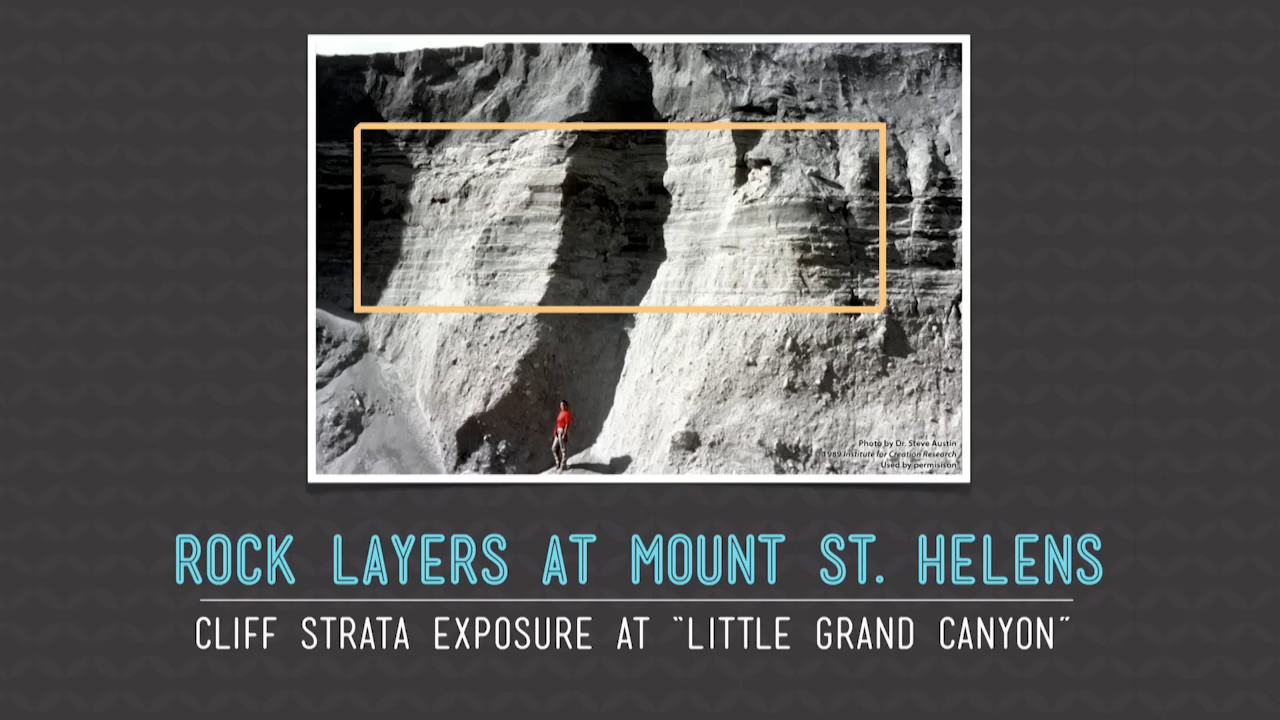 Photo by Dr. Steve Austin
©1989 Institute for Creation Research
Used by permisison
ROCK LAYERS AT MOUNT ST. HELENS
CLIFF STRATA EXPOSURE AT "LITTLE GRAND CANYON"